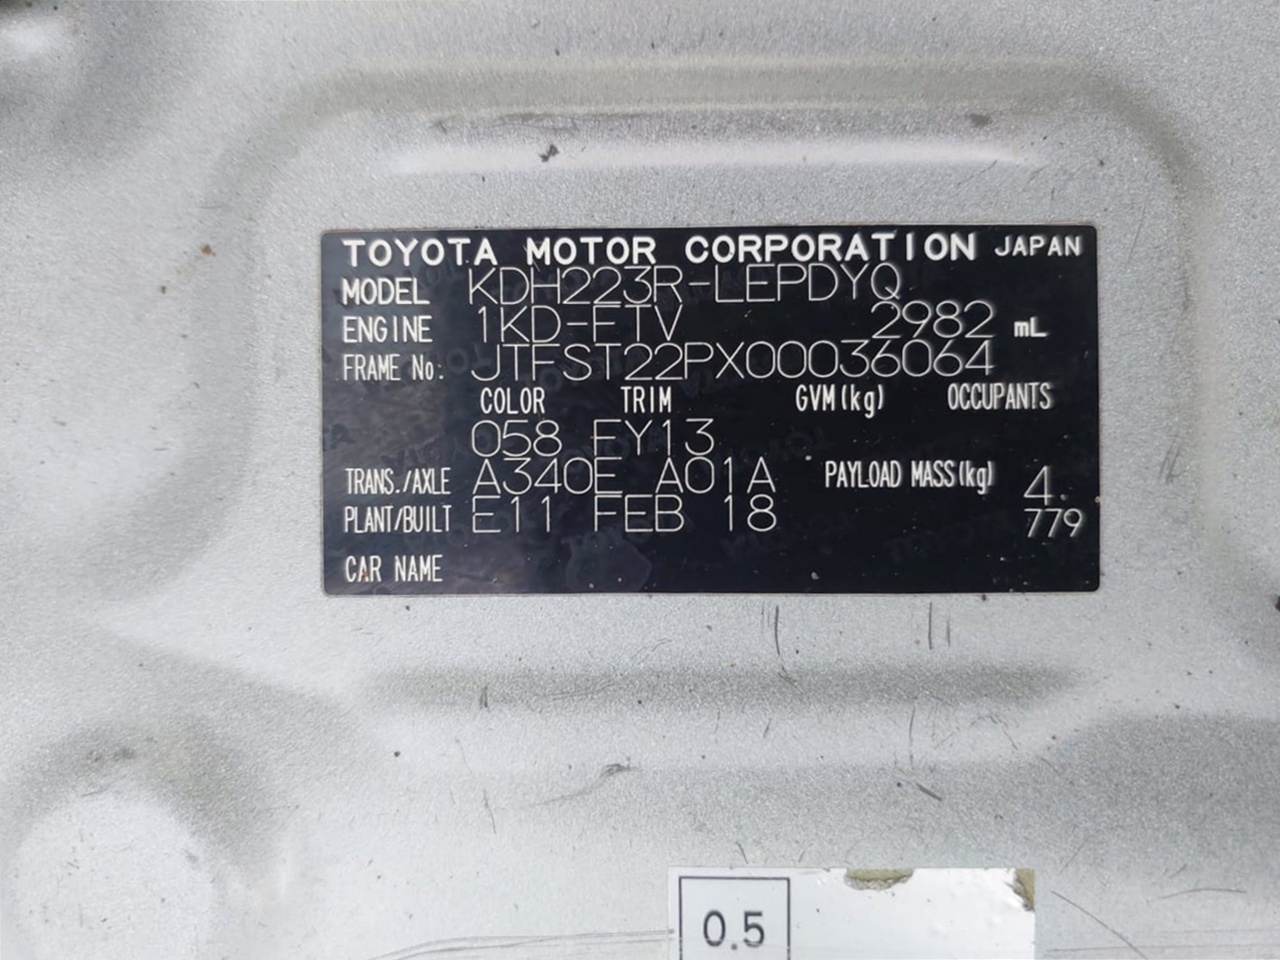 TOYOTA MOTOR CORPORATION JAPAN
MODEL KDH223R-LEPDYQ
ENGINE 1KD-FTV 2982 mL
FRAME No. JTFST22PX00036064
COLOR TRIM GVM(kg) OCCUPANTS
058 FY13
TRANS./AXLE A340E A01A PAYLOAD MASS(kg) 4.
PLANT/BUILT E11 FEB 18 779
CAR NAME
0.5